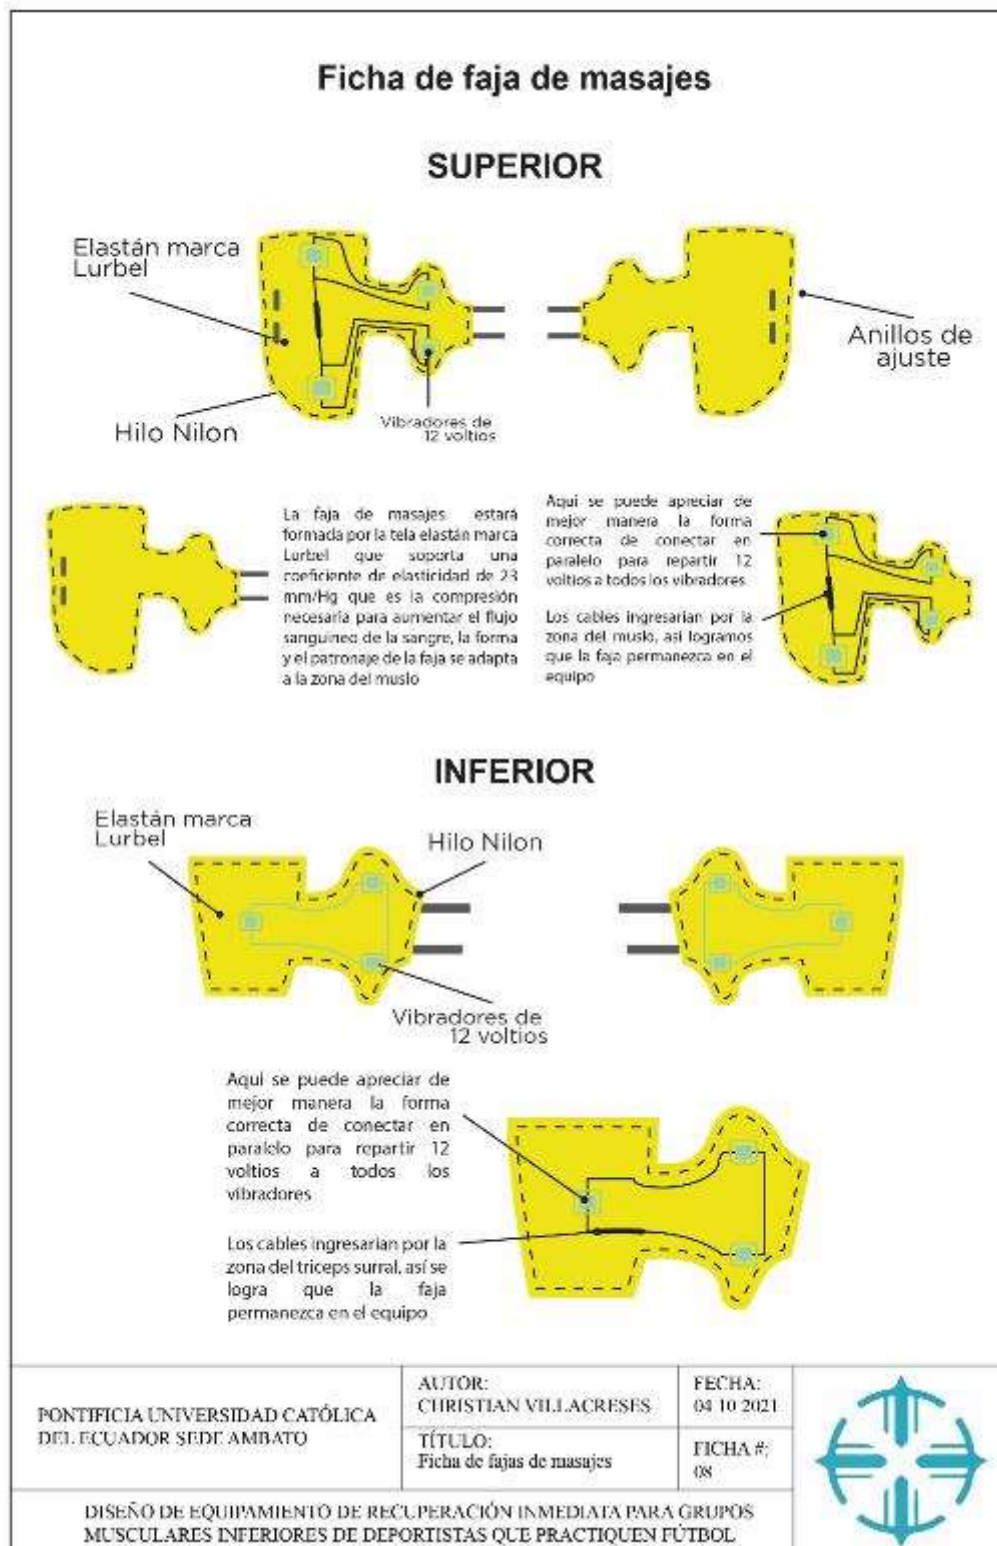 Ficha de faja de masajes
SUPERIOR
Elastán marca
Lurbel
Hilo Nilon
Vibradores de
12 voltios
Anillos de
ajuste
La faja de masajes estará
formada por la tela elastán marca
Lurbel que soporta una
coeficiente de elasticidad de 23
mm/Hg que es la compresión
necesaria para aumentar el flujo
sanguineo de la sangre, la forma
y el patronaje de la faja se adapta
a la zona del muslo
Aqui se puede apreciar de
mejor manera la forma
correcta de conectar en
paralelo para repartir 12
voltios a todos los vibradores
Los cables ingresarian por la
zona del muslo, asi logramos
que la faja permanezca en el
equipo
INFERIOR
Elastán marca
Lurbel
Hilo Nilon
Vibradores de
12 voltios
Aqui se puede apreciar de
mejor manera la forma
correcta de conectar en
paralelo para repartir 12
voltios a todos los
vibradores
Los cables ingresarian por la
zona del triceps surral, así se
logra que la faja
permanezca en el equipo
PONTIFICIA UNIVERSIDAD CATÓLICA
DEL ECUADOR SEDE AMBATO
AUTOR:
CHRISTIAN VILLACRESES
FECHA:
04 10 2021
TÍTULO:
Ficha de fajas de masajes
FICHA #:
08
DISEÑO DE EQUIPAMIENTO DE RECUPERACIÓN INMEDIATA PARA GRUPOS
MUSCULARES INFERIORES DE DEPORTISTAS QUE PRACTIQUEN FÚTBOL